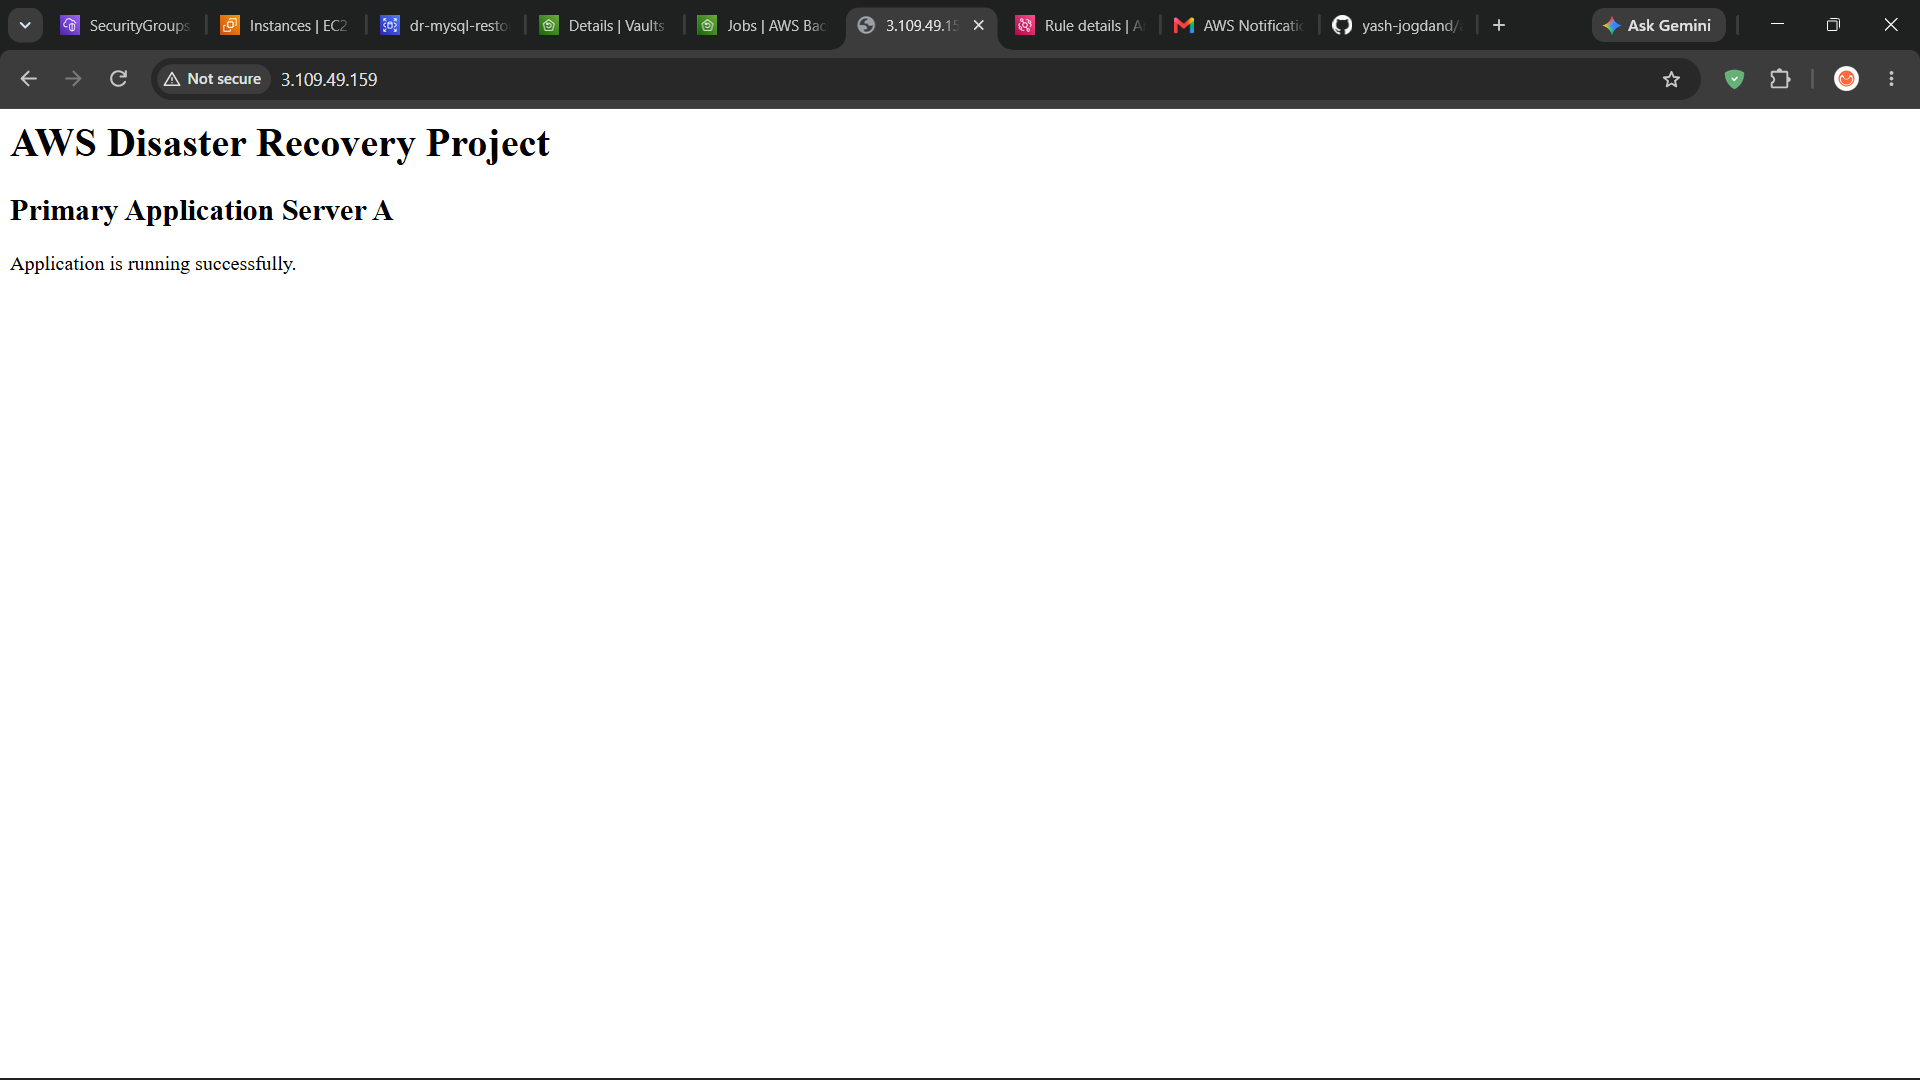 SecurityGroups
Instances | EC2
dr-mysql-resto
Details | Vaults
Jobs | AWS Bac
3.109.49.15
Rule details | A
AWS Notificatio
yash-jogdand/
Ask Gemini
Not secure
3.109.49.159
AWS Disaster Recovery Project
Primary Application Server A
Application is running successfully.